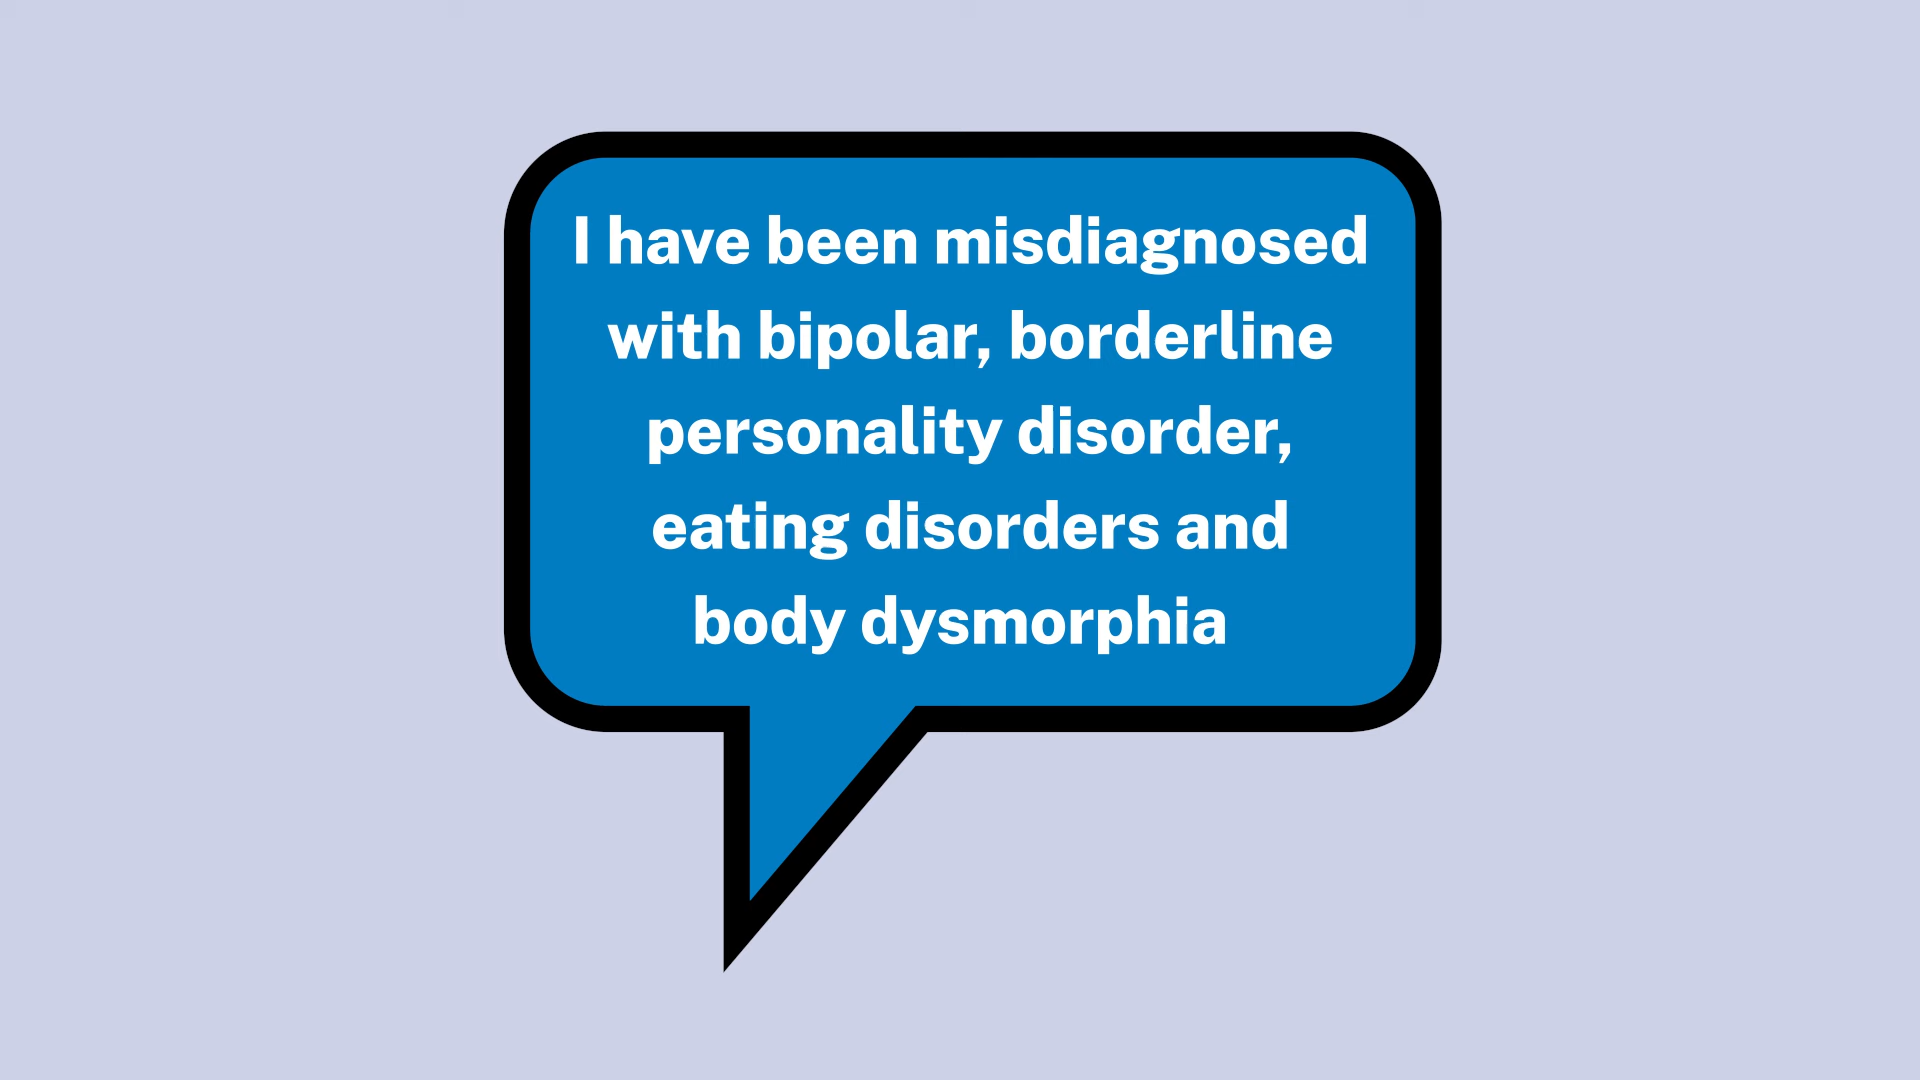 I have been misdiagnosed
with bipolar, borderline
personality disorder,
eating disorders and
body dysmorphia